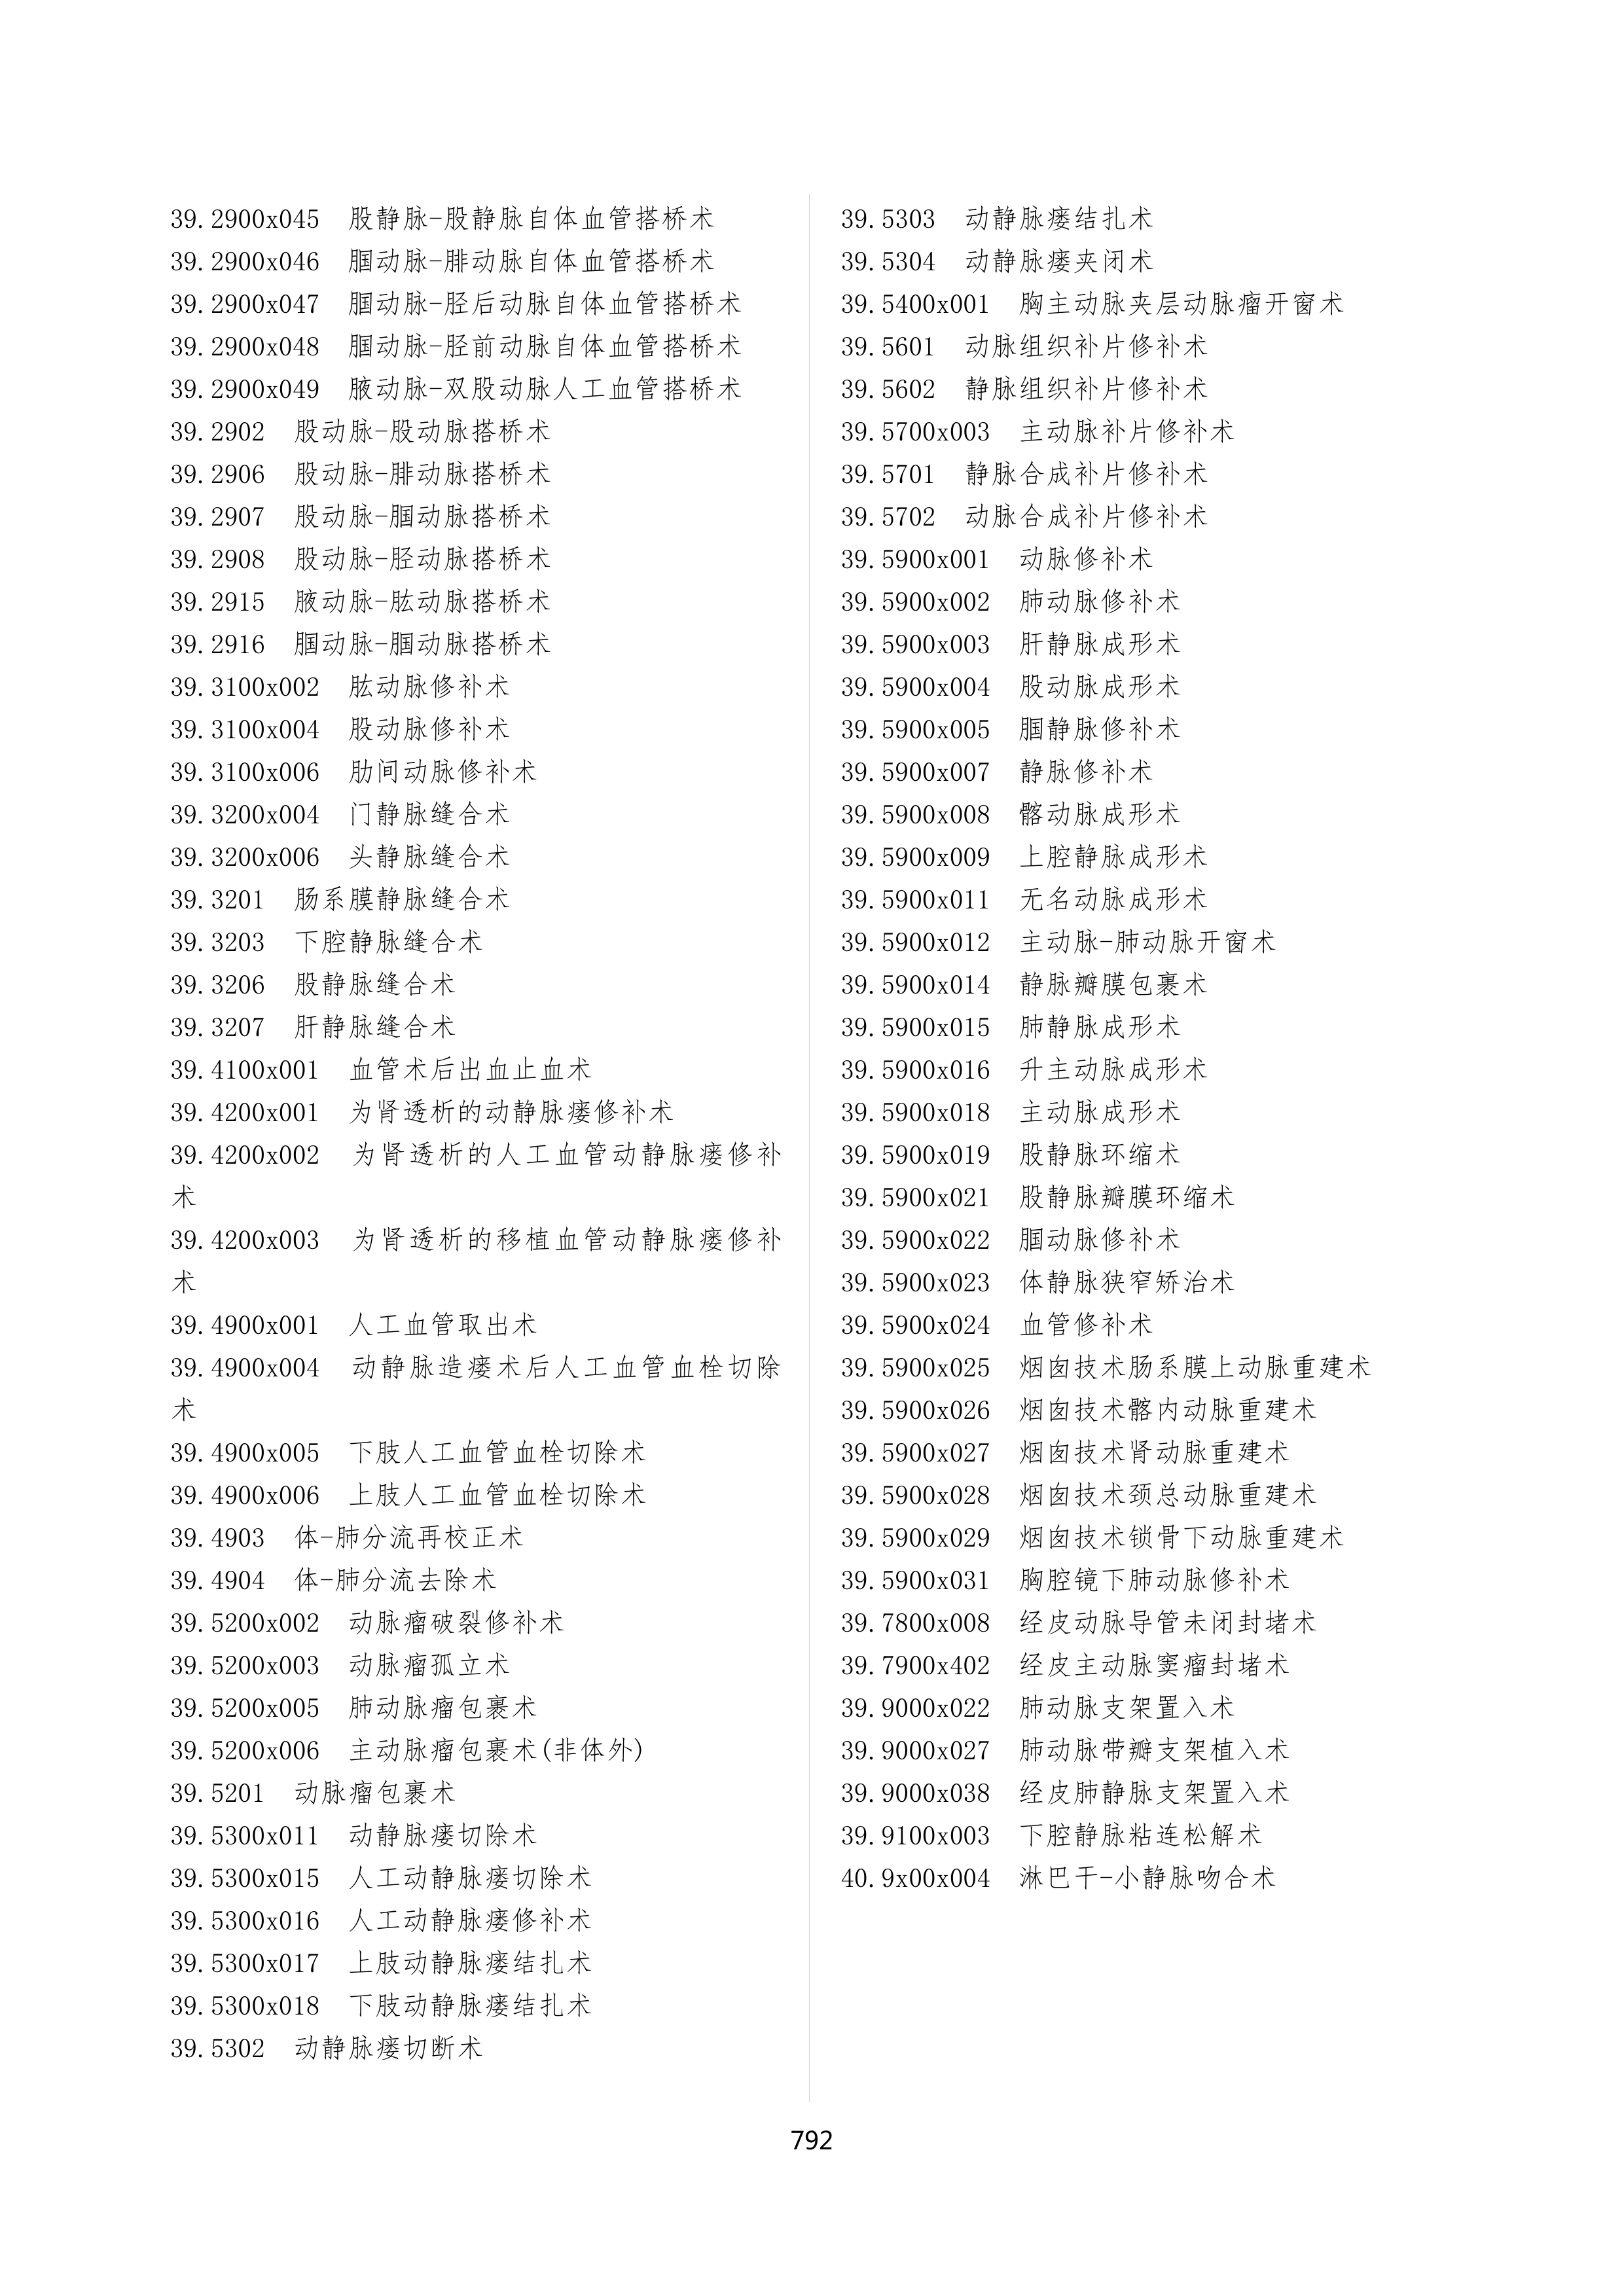 39.2900x045 股静脉-股静脉自体血管搭桥术
39.2900x046 腘动脉-腓动脉自体血管搭桥术
39.2900x047 腘动脉-胫后动脉自体血管搭桥术
39.2900x048 腘动脉-胫前动脉自体血管搭桥术
39.2900x049 腋动脉-双股动脉人工血管搭桥术
39.2902 股动脉-股动脉搭桥术
39.2906 股动脉-腓动脉搭桥术
39.2907 股动脉-腘动脉搭桥术
39.2908 股动脉-胫动脉搭桥术
39.2915 腋动脉-肱动脉搭桥术
39.2916 腘动脉-腘动脉搭桥术
39.3100x002 肱动脉修补术
39.3100x004 股动脉修补术
39.3100x006 肋间动脉修补术
39.3200x004 门静脉缝合术
39.3200x006 头静脉缝合术
39.3201 肠系膜静脉缝合术
39.3203 下腔静脉缝合术
39.3206 股静脉缝合术
39.3207 肝静脉缝合术
39.4100x001 血管术后出血止血术
39.4200x001 为肾透析的动静脉瘘修补术
39.4200x002 为肾透析的人工血管动静脉瘘修补
术
39.4200x003 为肾透析的移植血管动静脉瘘修补
术
39.4900x001 人工血管取出术
39.4900x004 动静脉造瘘术后人工血管血栓切除
术
39.4900x005 下肢人工血管血栓切除术
39.4900x006 上肢人工血管血栓切除术
39.4903 体-肺分流再校正术
39.4904 体-肺分流去除术
39.5200x002 动脉瘤破裂修补术
39.5200x003 动脉瘤孤立术
39.5200x005 肺动脉瘤包裹术
39.5200x006 主动脉瘤包裹术(非体外)
39.5201 动脉瘤包裹术
39.5300x011 动静脉瘘切除术
39.5300x015 人工动静脉瘘切除术
39.5300x016 人工动静脉瘘修补术
39.5300x017 上肢动静脉瘘结扎术
39.5300x018 下肢动静脉瘘结扎术
39.5302 动静脉瘘切断术
39.5303 动静脉瘘结扎术
39.5304 动静脉瘘夹闭术
39.5400x001 胸主动脉夹层动脉瘤开窗术
39.5601 动脉组织补片修补术
39.5602 静脉组织补片修补术
39.5700x003 主动脉补片修补术
39.5701 静脉合成补片修补术
39.5702 动脉合成补片修补术
39.5900x001 动脉修补术
39.5900x002 肺动脉修补术
39.5900x003 肝静脉成形术
39.5900x004 股动脉成形术
39.5900x005 腘静脉修补术
39.5900x007 静脉修补术
39.5900x008 髂动脉成形术
39.5900x009 上腔静脉成形术
39.5900x011 无名动脉成形术
39.5900x012 主动脉-肺动脉开窗术
39.5900x014 静脉瓣膜包裹术
39.5900x015 肺静脉成形术
39.5900x016 升主动脉成形术
39.5900x018 主动脉成形术
39.5900x019 股静脉环缩术
39.5900x021 股静脉瓣膜环缩术
39.5900x022 腘动脉修补术
39.5900x023 体静脉狭窄矫治术
39.5900x024 血管修补术
39.5900x025 烟囱技术肠系膜上动脉重建术
39.5900x026 烟囱技术髂内动脉重建术
39.5900x027 烟囱技术肾动脉重建术
39.5900x028 烟囱技术颈总动脉重建术
39.5900x029 烟囱技术锁骨下动脉重建术
39.5900x031 胸腔镜下肺动脉修补术
39.7800x008 经皮动脉导管未闭封堵术
39.7900x402 经皮主动脉窦瘤封堵术
39.9000x022 肺动脉支架置入术
39.9000x027 肺动脉带瓣支架植入术
39.9000x038 经皮肺静脉支架置入术
39.9100x003 下腔静脉粘连松解术
40.9x00x004 淋巴干-小静脉吻合术
792